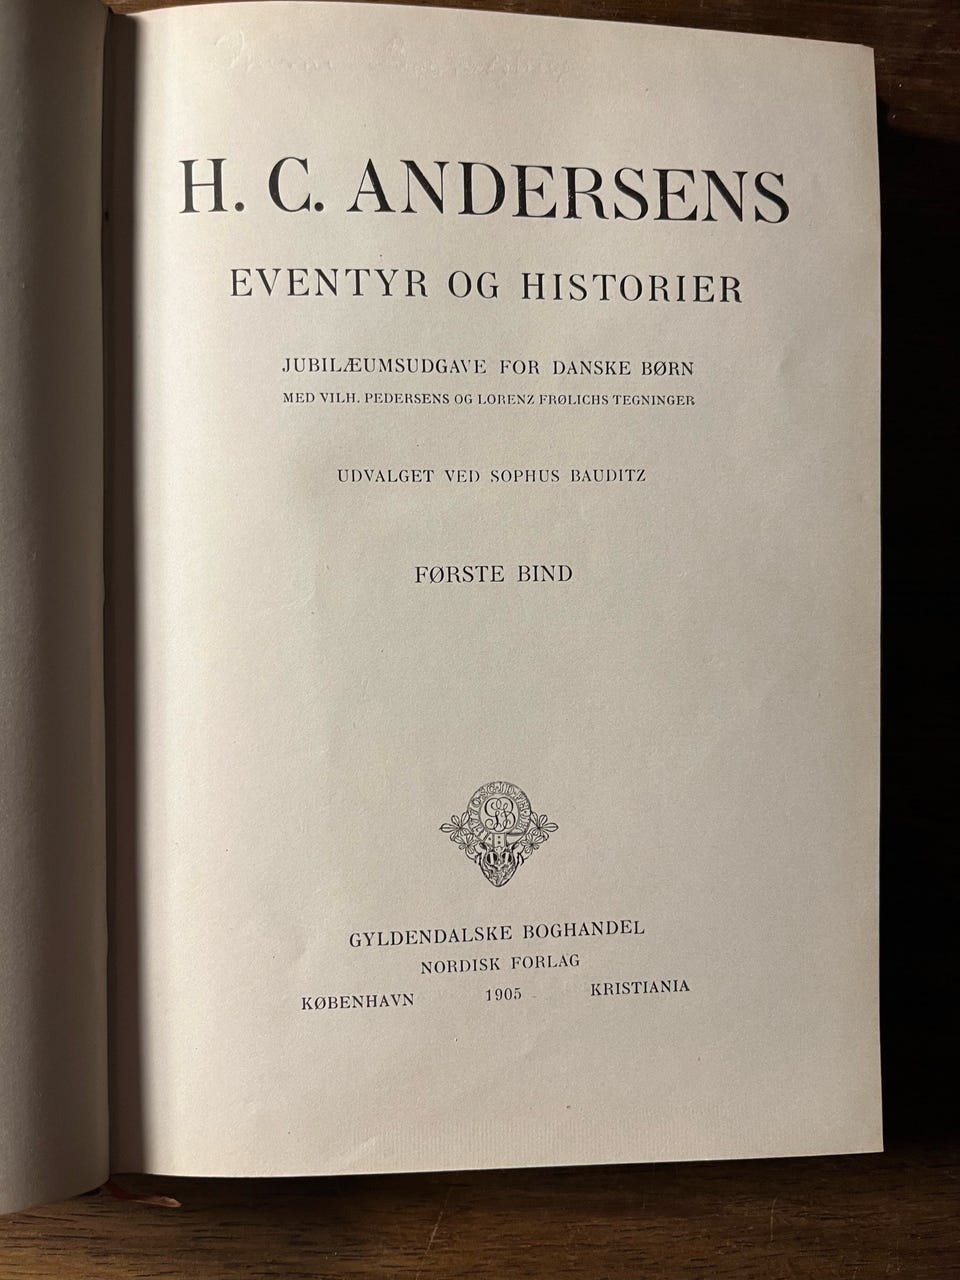 H. C. ANDERSENS
EVENTYR OG HISTORIER
JUBILÆUMSUDGAVE FOR DANSKE BØRN
MED VILH. PEDERSENS OG LORENZ FRØLICHS TEGNINGER
UDVALGET VED SOPHUS BAUDITZ
FØRSTE BIND
GYLDENDALSKE BOGHANDEL
NORDISK FORLAG
KØBENHAVN 1905 KRISTIANIA